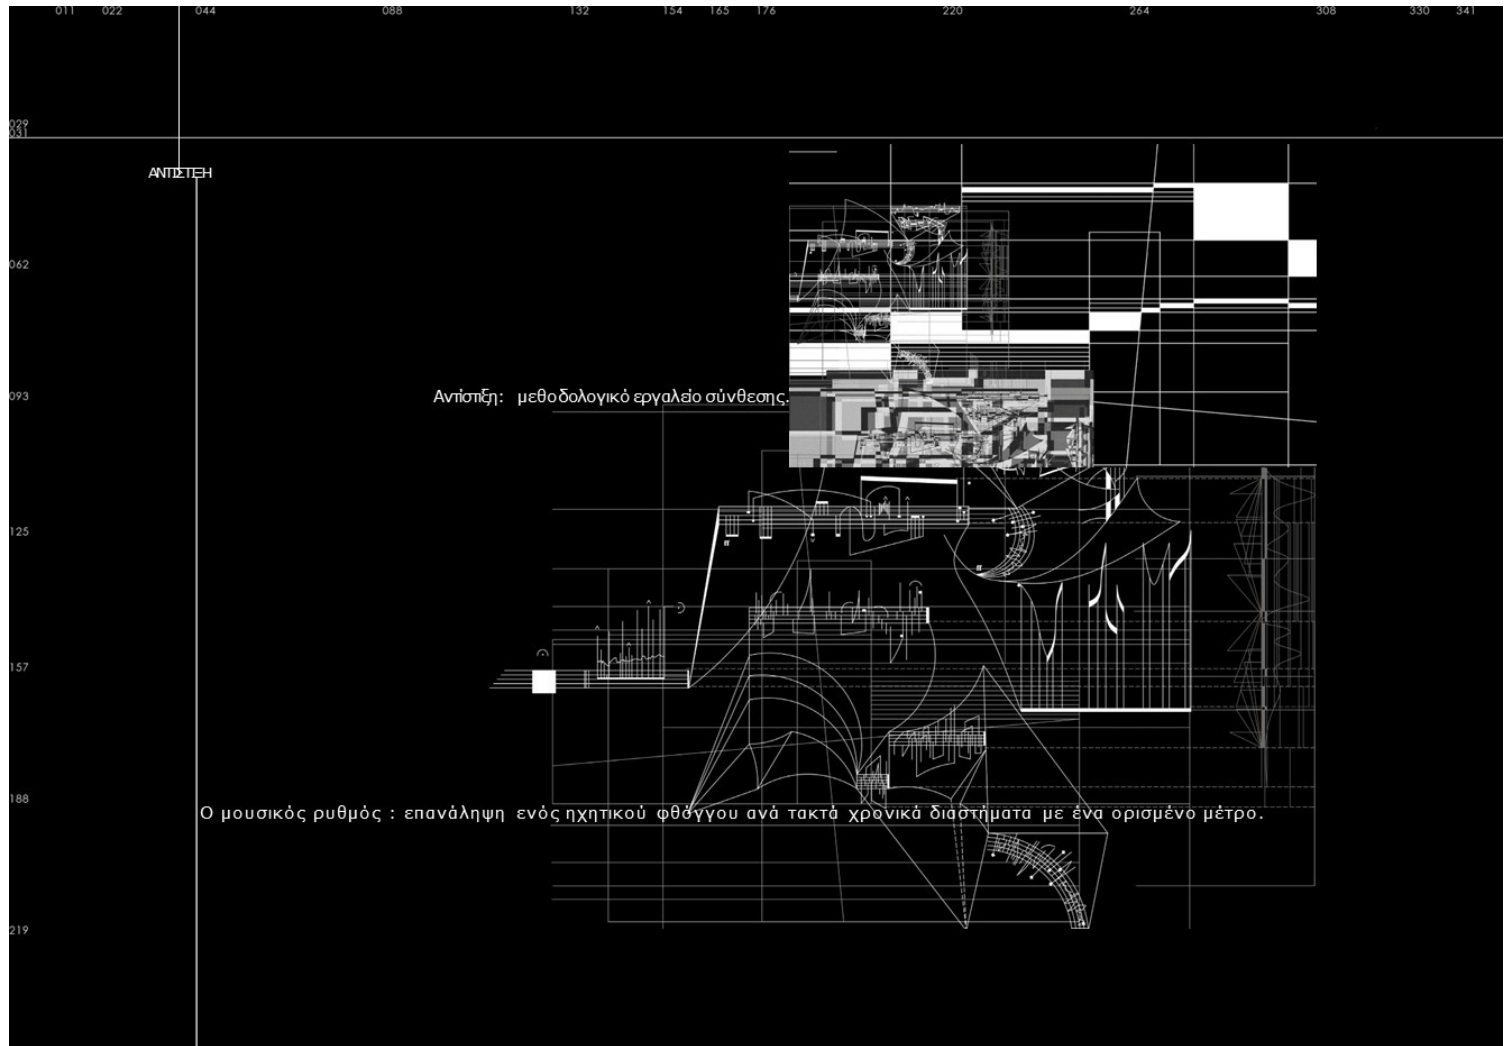 011 022 044 088 132 154 165 176 220 264 308 330 341
029
031
ΑΝΤΙΣΤΙΞΗ
062
093 Αντίστιξη: μεθοδολογικό εργαλείο σύνθεσης.
125
ff
ff
157
188
Ο μουσικός ρυθμός : επανάληψη ενός ηχητικού φθόγγου ανά τακτά χρονικά διαστήματα με ένα ορισμένο μέτρο.
219